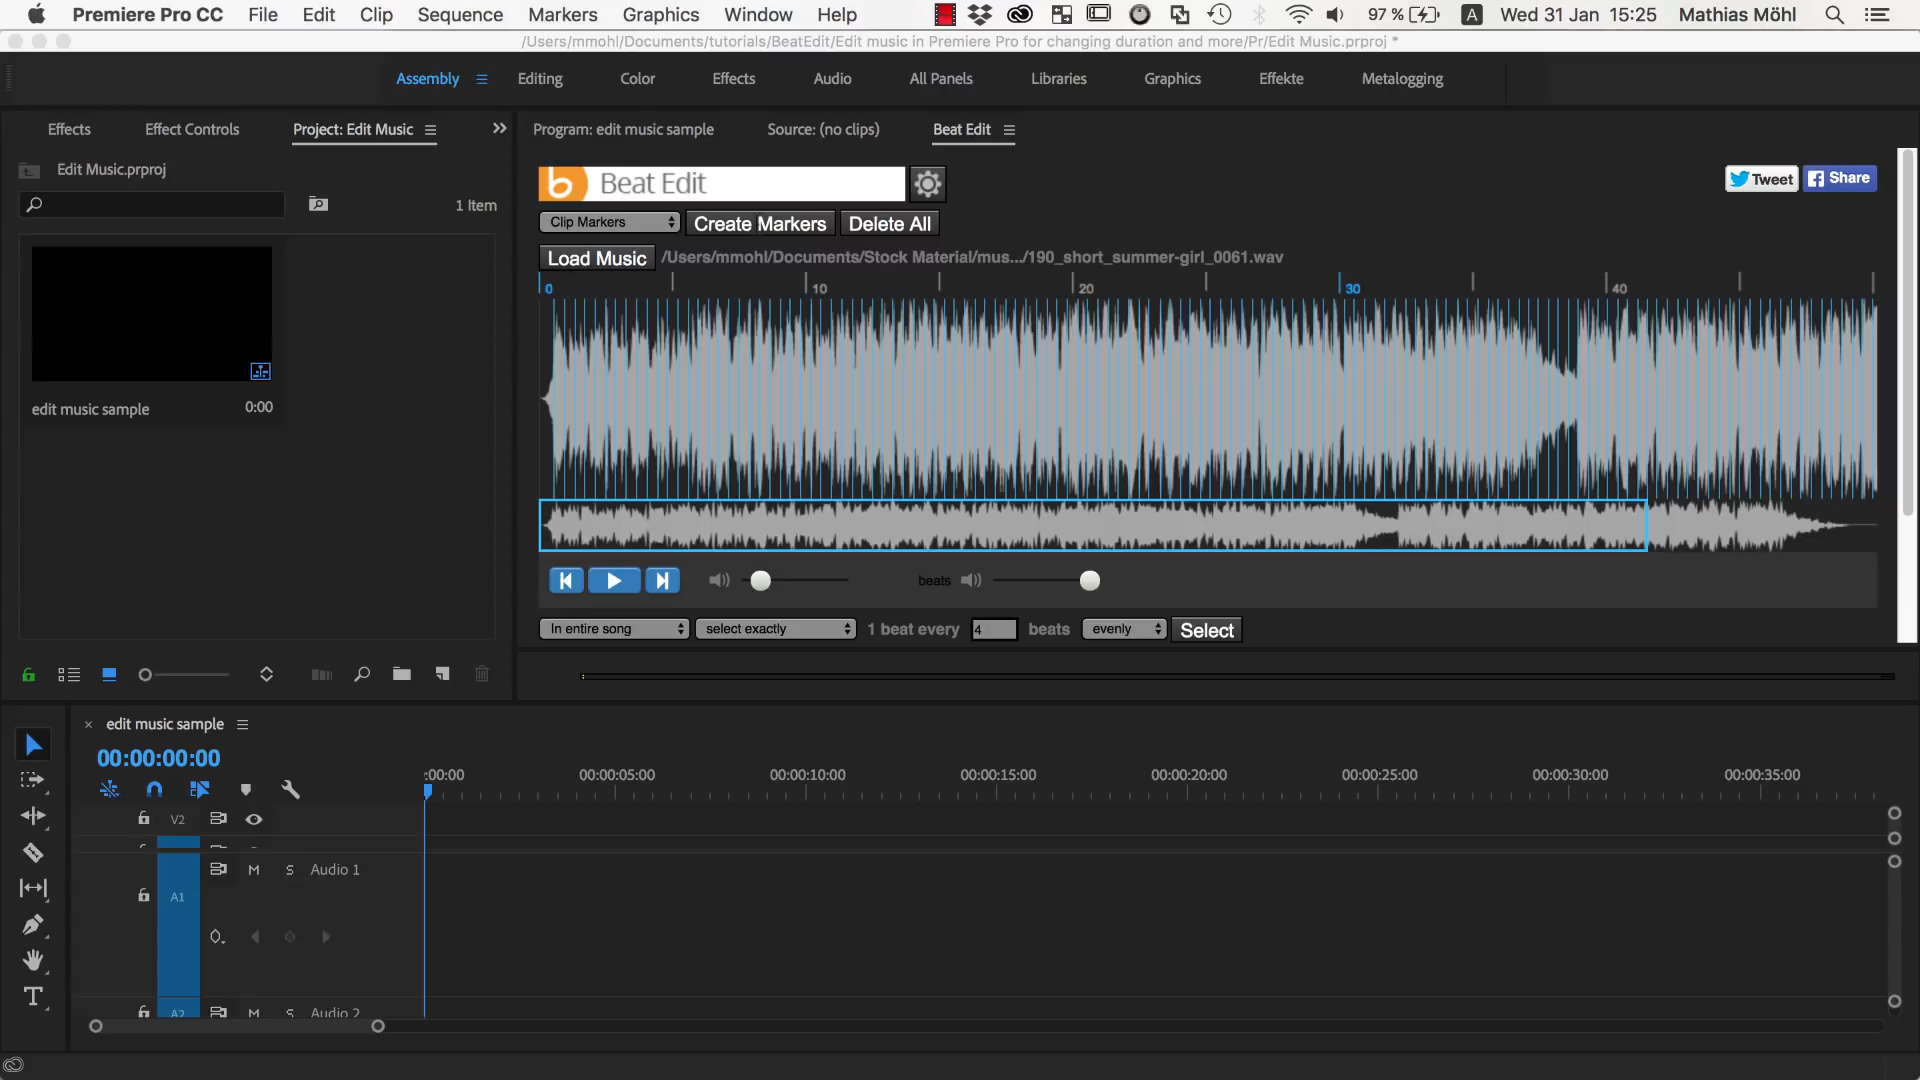 Premiere Pro CC File Edit Clip Sequence Markers Graphics Window Help 97 % A Wed 31 Jan 15:25 Mathias Möhl
/Users/mmohl/Documents/tutorials/BeatEdit/Edit music in Premiere Pro for changing duration and more/Pr/Edit Music.prproj *
Assembly Editing Color Effects Audio All Panels Libraries Graphics Effekte Metalogging
Effects Effect Controls Project: Edit Music
Program: edit music sample Source: (no clips) Beat Edit
Edit Music.prproj
1 Item
edit music sample 0:00
b Beat Edit
Tweet Share
Clip Markers Create Markers Delete All
Load Music /Users/mmohl/Documents/Stock Material/mus.../190_short_summer-girl_0061.wav
0 10 20 30 40
beats
In entire song select exactly 1 beat every 4 beats evenly Select
edit music sample
00:00:00:00
:00:00 00:00:05:00 00:00:10:00 00:00:15:00 00:00:20:00 00:00:25:00 00:00:30:00 00:00:35:00
V2
M S Audio 1
A1
A2 M S Audio 2
T